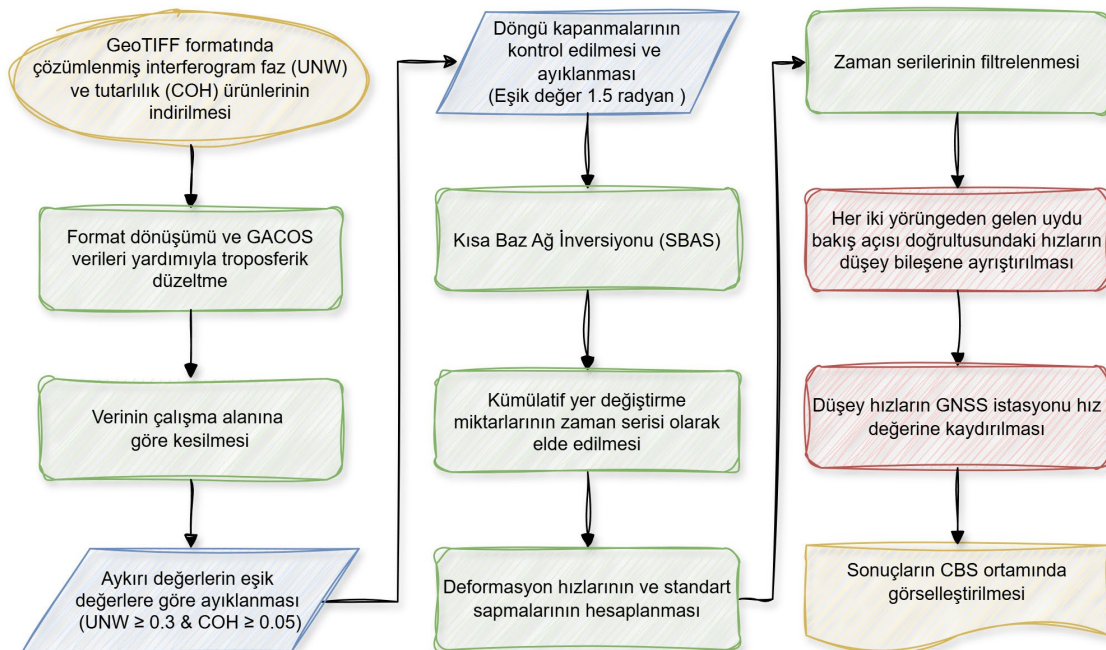 GeoTIFF formatında
çözümlenmiş interferogram faz (UNW)
ve tutarlılık (COH) ürünlerinin
indirilmesi
Format dönüşümü ve GACOS
verileri yardımıyla troposferik
düzeltme
Verinin çalışma alanına
göre kesilmesi
Aykırı değerlerin eşik
değerlere göre ayıklanması
(UNW ≥ 0.3 & COH ≥ 0.05)
Döngü kapanmalarının
kontrol edilmesi ve
ayıklanması
(Eşik değer 1.5 radyan )
Kısa Baz Ağ İnversiyonu (SBAS)
Kümülatif yer değiştirme
miktarlarının zaman serisi olarak
elde edilmesi
Deformasyon hızlarının ve standart
sapmalarının hesaplanması
Zaman serilerinin filtrelenmesi
Her iki yörüngeden gelen uydu
bakış açısı doğrultusundaki hızların
düşey bileşene ayrıştırılması
Düşey hızların GNSS istasyonu hız
değerine kaydırılması
Sonuçların CBS ortamında
görselleştirilmesi